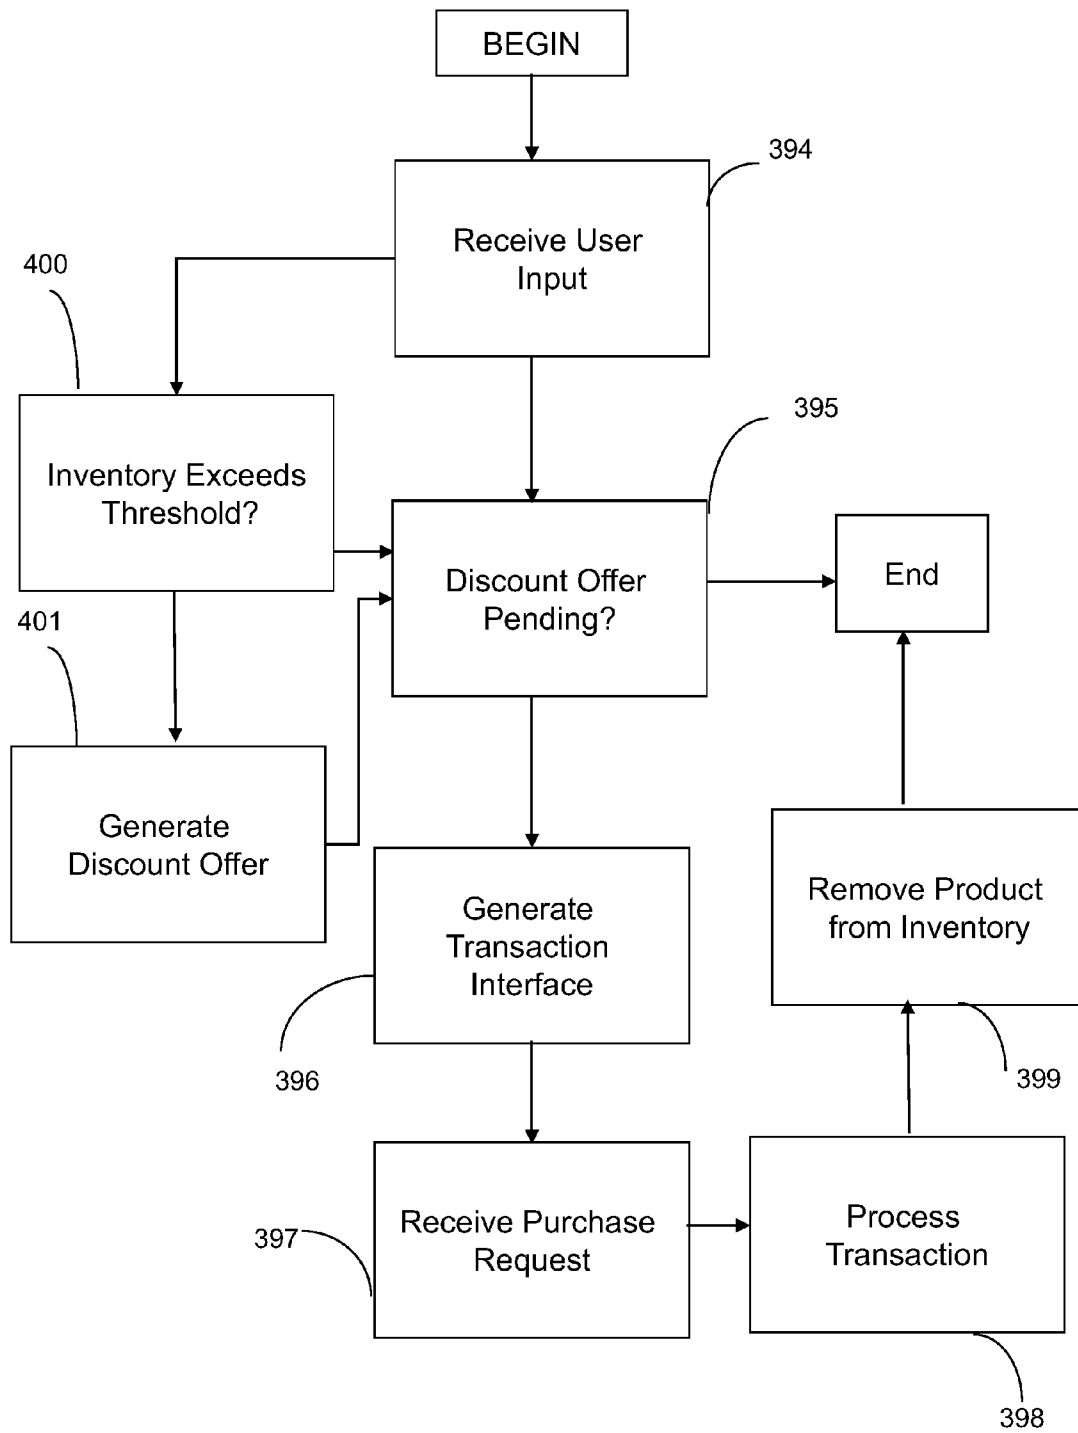 BEGIN
394
Receive User
Input
400
395
Inventory Exceeds
Threshold?
End
Discount Offer
Pending?
401
Generate
Discount Offer
Generate
Transaction
Interface
Remove Product
from Inventory
396
399
397
Receive Purchase
Request
Process
Transaction
398